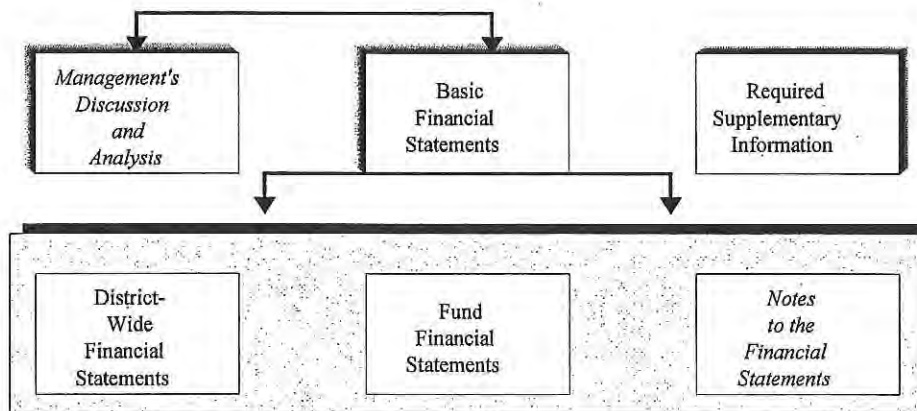 Management's
Discussion
and
Analysis
Basic
Financial
Statements
Required
Supplementary
Information
District-
Wide
Financial
Statements
Fund
Financial
Statements
Notes
to the
Financial
Statements